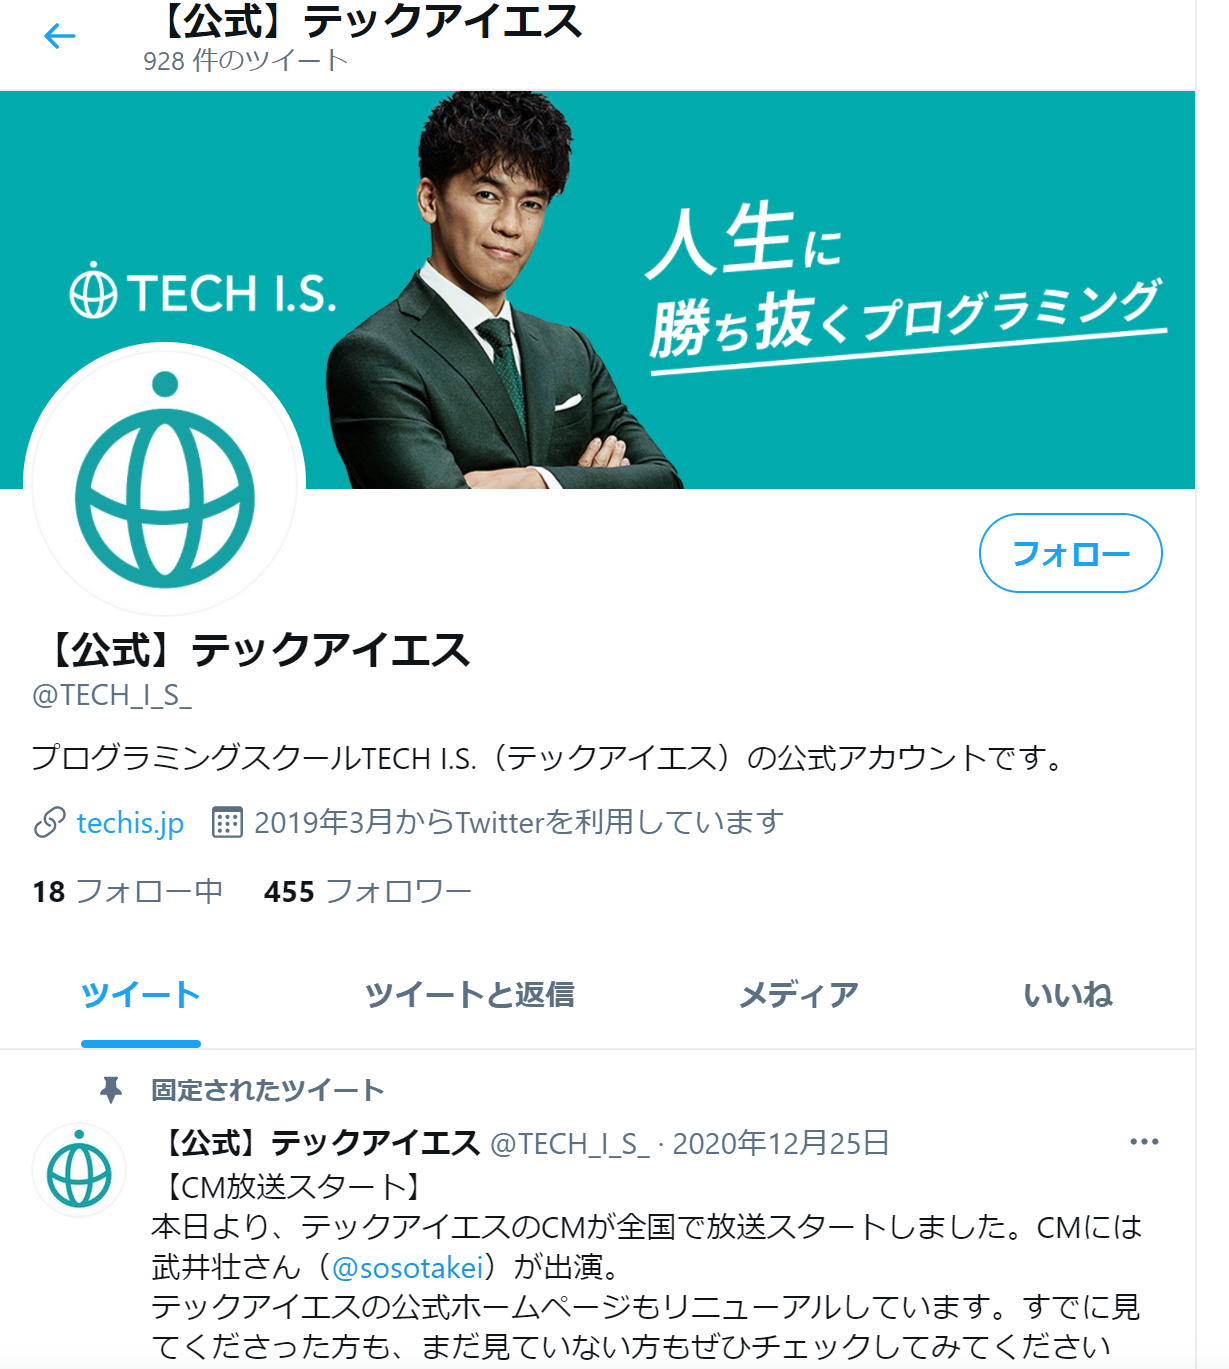 【公式】テックアイエス
928 件のツイート
TECH I.S.
人生に
勝ち抜くプログラミング
フォロー
【公式】テックアイエス
@TECH_I_S_
プログラミングスクールTECH I.S.（テックアイエス）の公式アカウントです。
techis.jp 2019年3月からTwitterを利用しています
18 フォロー中 455 フォロワー
ツイート ツイートと返信 メディア いいね
固定されたツイート
【公式】テックアイエス @TECH_I_S_ · 2020年12月25日
【CM放送スタート】
本日より、テックアイエスのCMが全国で放送スタートしました。CMには
武井壮さん（@sosotakei）が出演。
テックアイエスの公式ホームページもリニューアルしています。すでに見
てくださった方も、まだ見ていない方もぜひチェックしてみてください